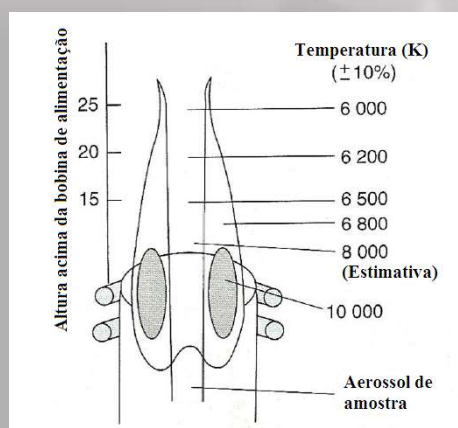 Altura acima da bobina de alimentação
25
20
15
Temperatura (K)
(±10%)
6 000
6 200
6 500
6 800
8 000
(Estimativa)
10 000
Aerossol de
amostra